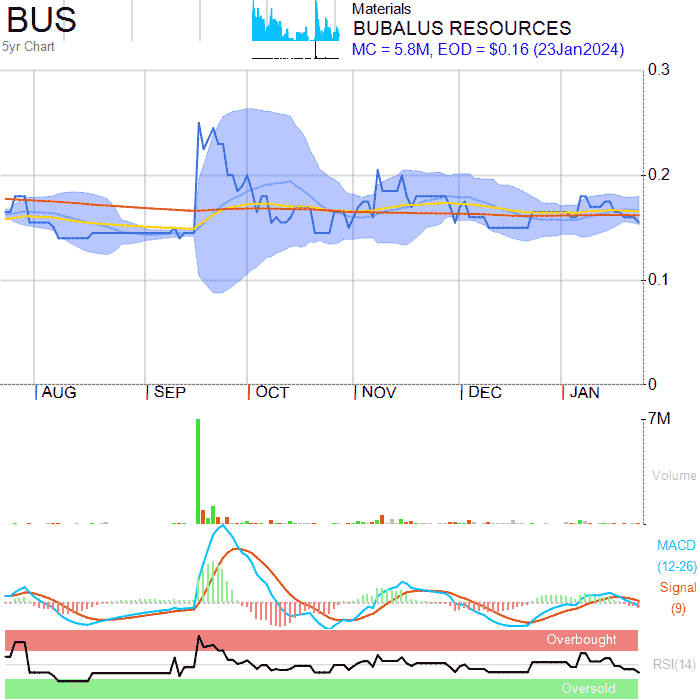 BUS
5yr Chart
Materials
BUBALUS RESOURCES
MC = 5.8M, EOD = $0.16 (23Jan2024)
0.3
0.2
0.1
0
AUG SEP OCT NOV DEC JAN
7M
Volume
MACD
(12-26)
Signal
(9)
Overbought
RSI(14)
Oversold